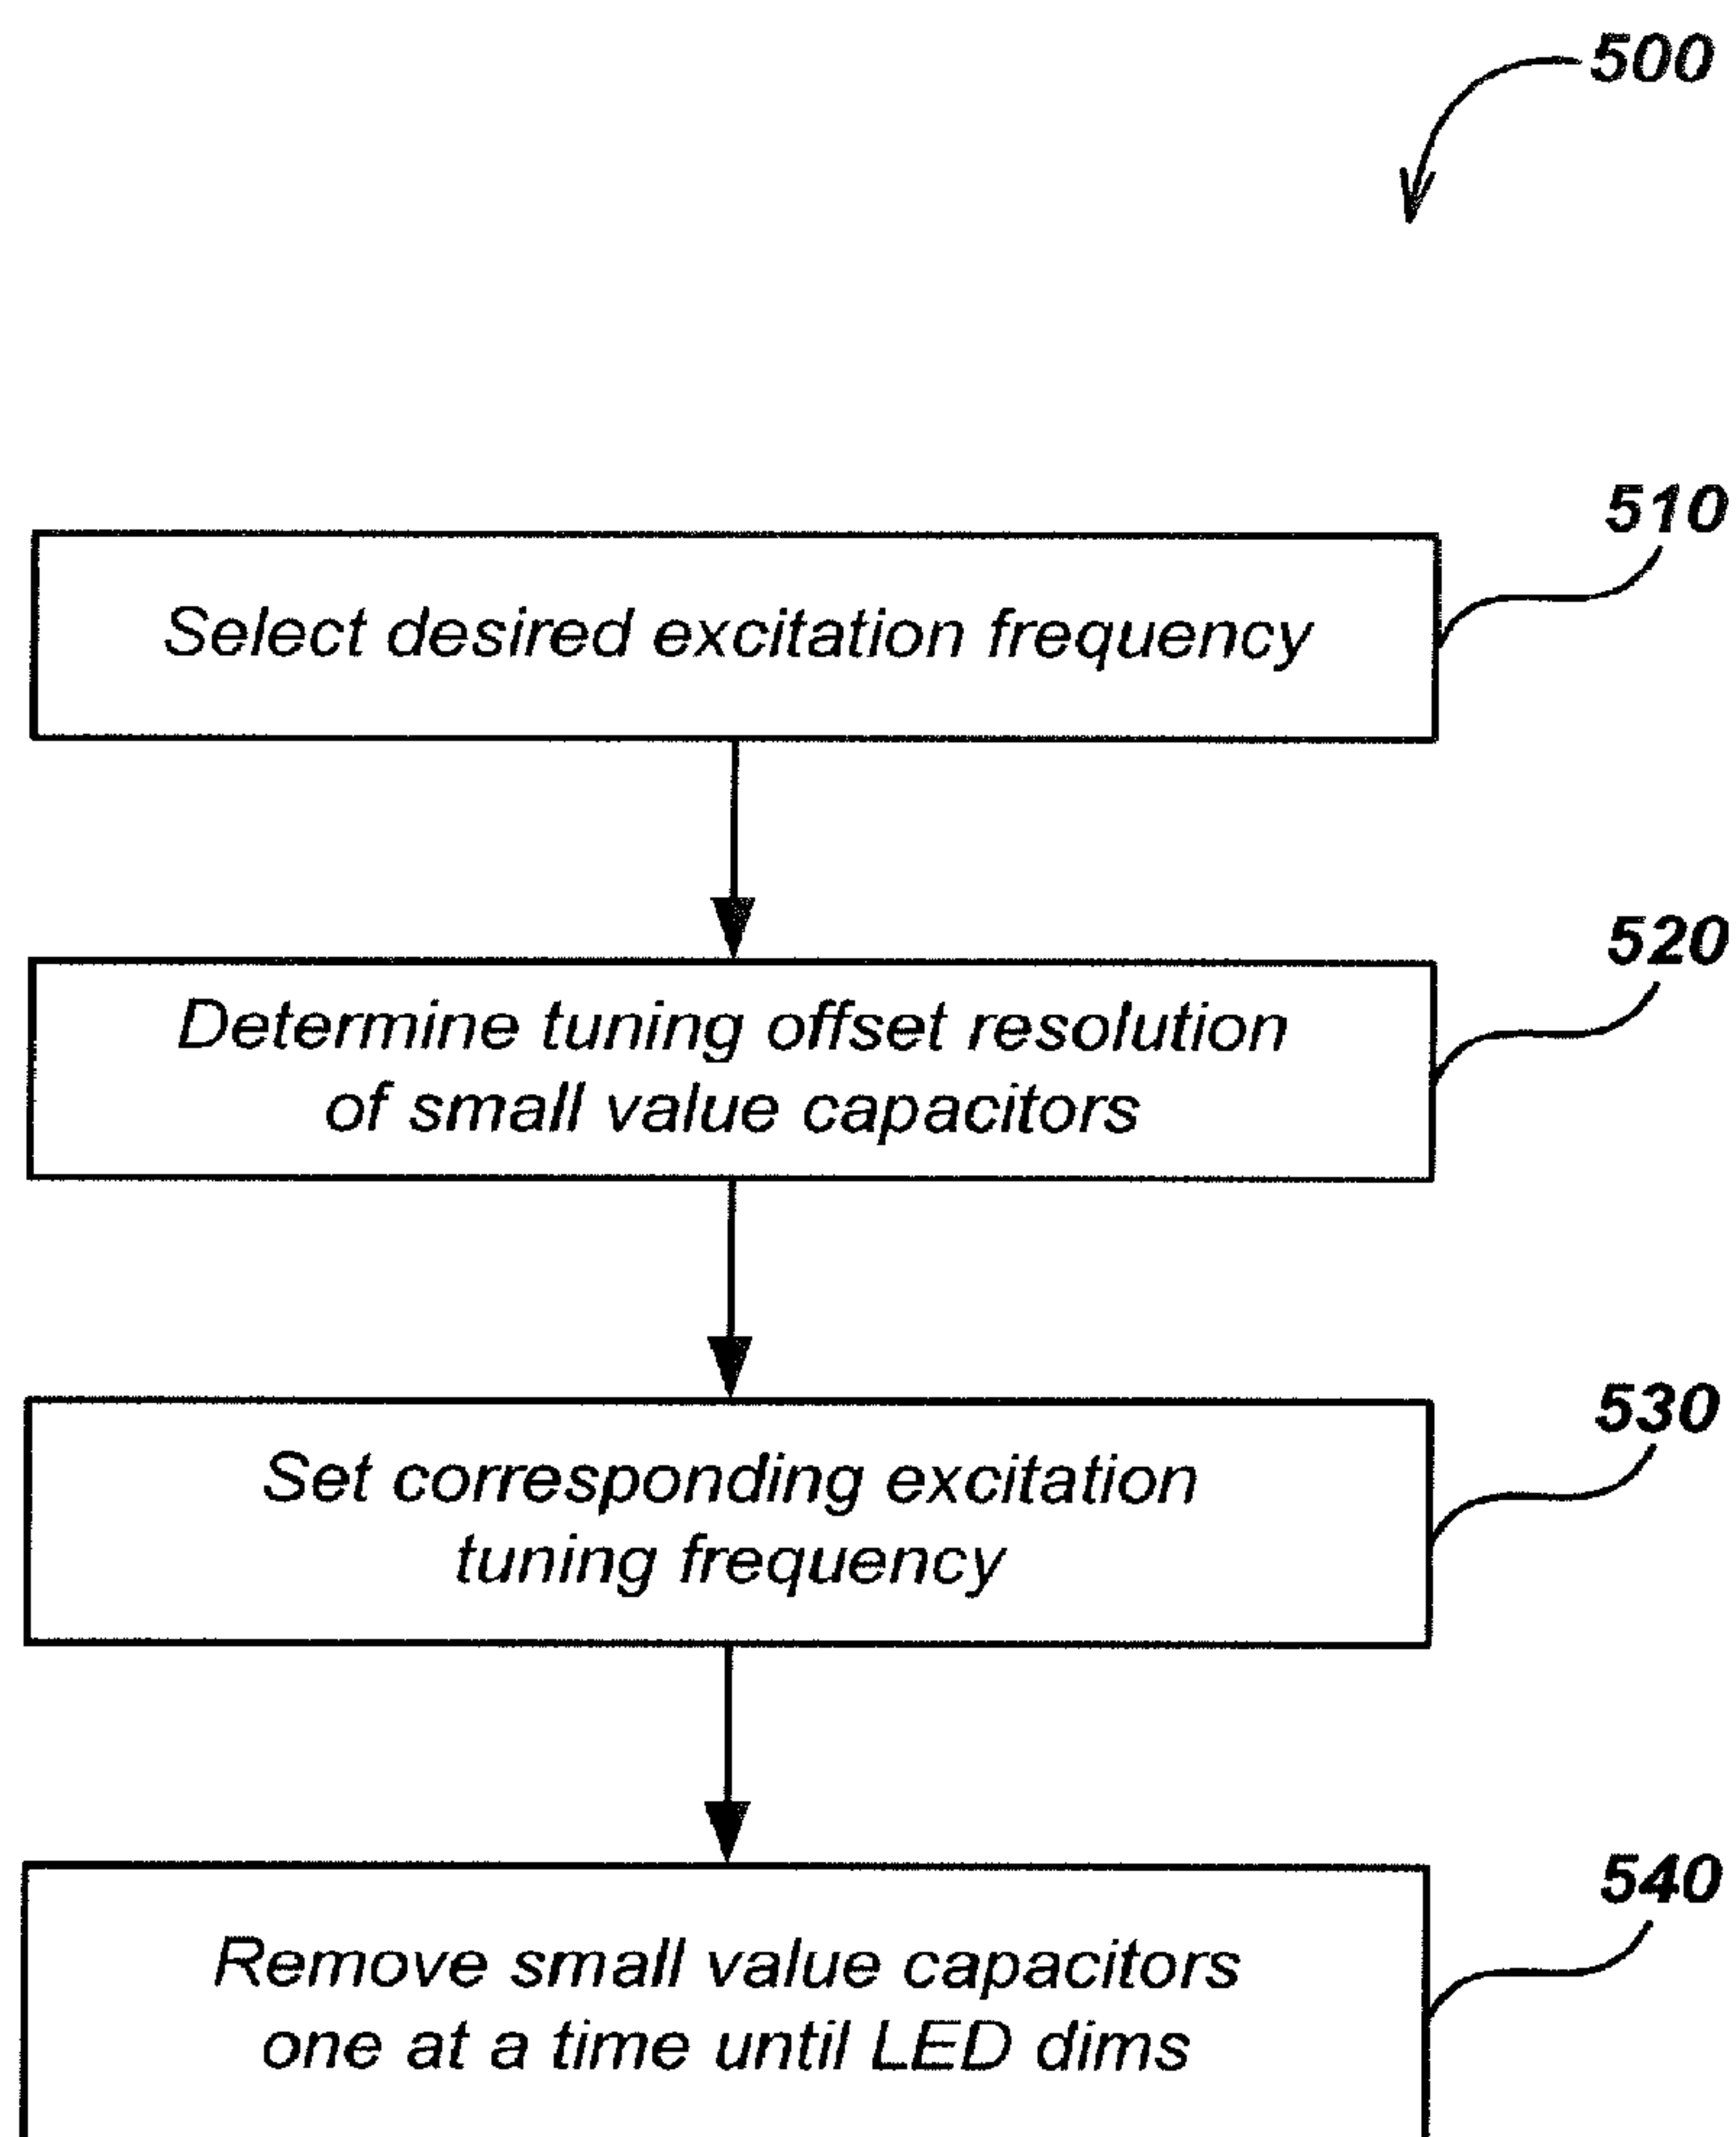 500
510
Select desired excitation frequency
520
Determine tuning offset resolution
of small value capacitors
530
Set corresponding excitation
tuning frequency
540
Remove small value capacitors
one at a time until LED dims